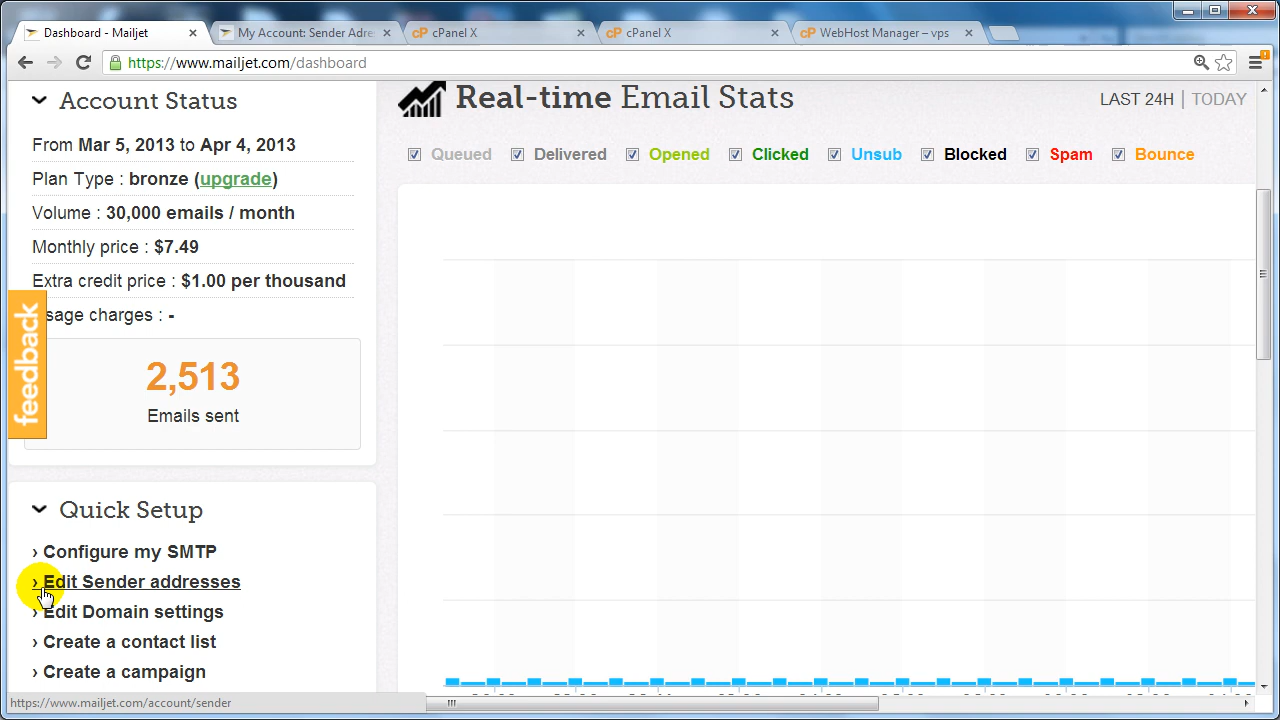 Dashboard - Mailjet
My Account: Sender Adre
cP cPanel X
cP cPanel X
cP WebHost Manager – vps
https://www.mailjet.com/dashboard
Account Status
From Mar 5, 2013 to Apr 4, 2013
Plan Type : bronze (upgrade)
Volume : 30,000 emails / month
Monthly price : $7.49
Extra credit price : $1.00 per thousand
sage charges : -
feedback
2,513
Emails sent
Quick Setup
› Configure my SMTP
› Edit Sender addresses
› Edit Domain settings
› Create a contact list
› Create a campaign
Real-time Email Stats
LAST 24H | TODAY
Queued Delivered Opened Clicked Unsub Blocked Spam Bounce
https://www.mailjet.com/account/sender